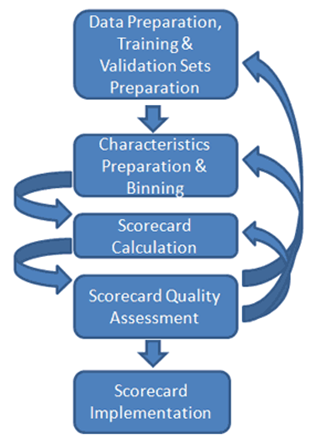 Data Preparation,
Training &
Validation Sets
Preparation
Characteristics
Preparation &
Binning
Scorecard
Calculation
Scorecard Quality
Assessment
Scorecard
Implementation